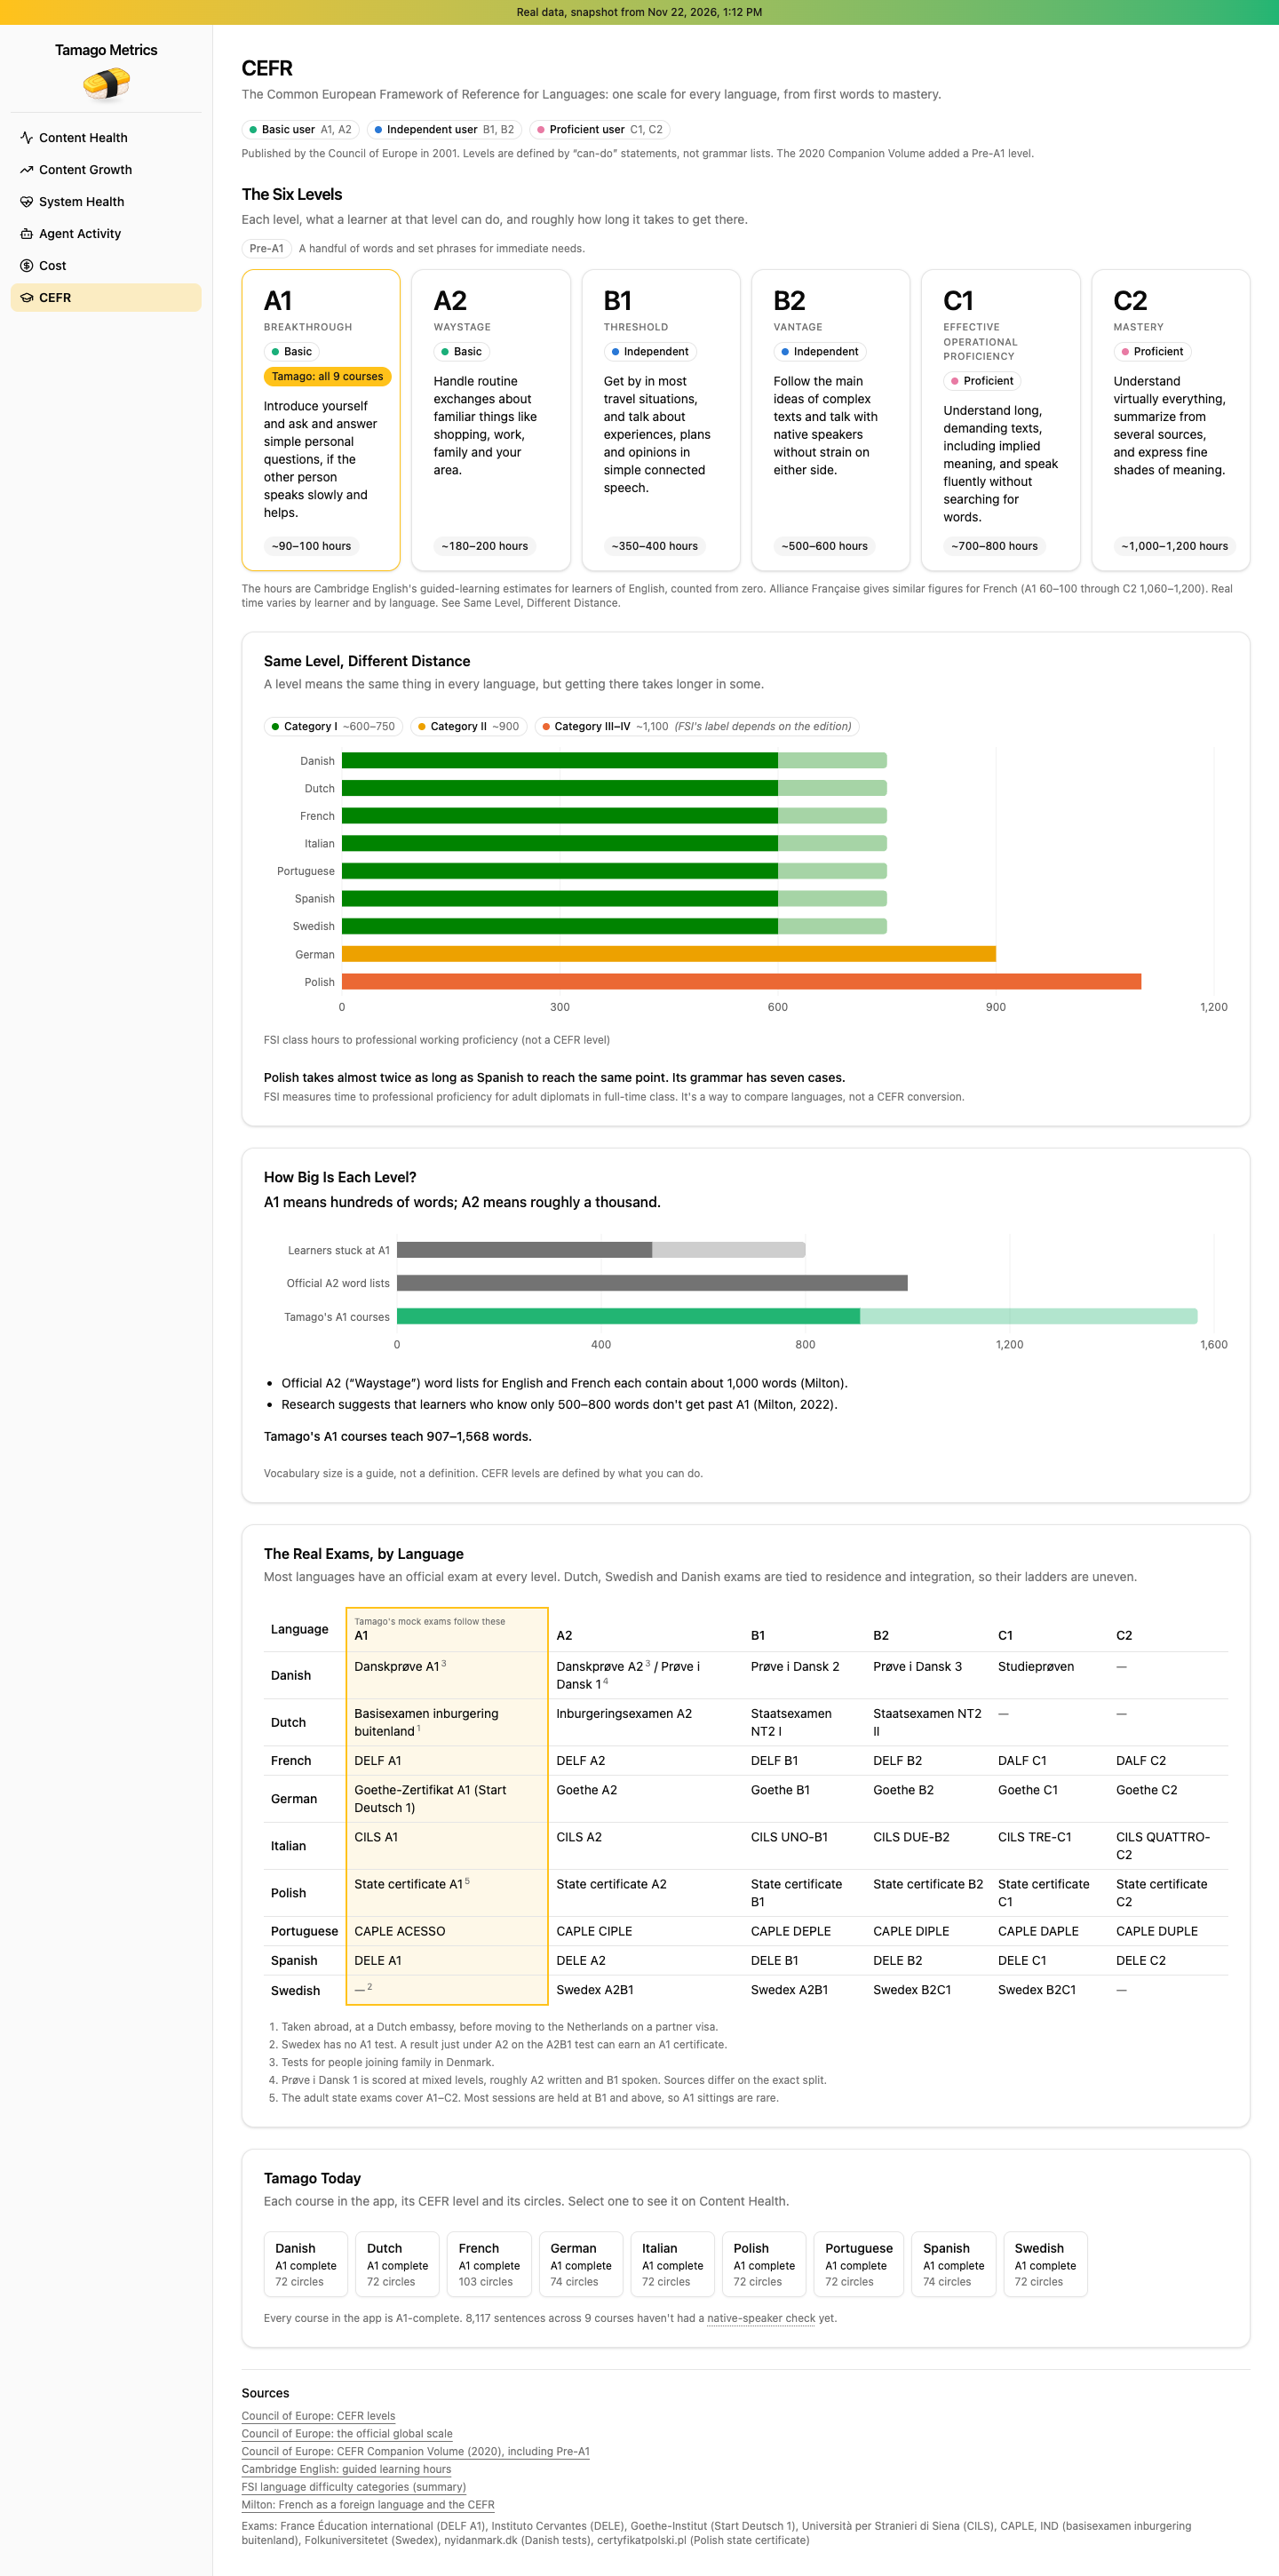 Real data, snapshot from Nov 22, 2026, 1:12 PM
Tamago Metrics
Content Health
Content Growth
System Health
Agent Activity
Cost
CEFR
CEFR
The Common European Framework of Reference for Languages: one scale for every language, from first words to mastery.
Basic user A1, A2
Independent user B1, B2
Proficient user C1, C2
Published by the Council of Europe in 2001. Levels are defined by “can-do” statements, not grammar lists. The 2020 Companion Volume added a Pre-A1 level.
The Six Levels
Each level, what a learner at that level can do, and roughly how long it takes to get there.
Pre-A1 A handful of words and set phrases for immediate needs.
A1
BREAKTHROUGH
Basic
Tamago: all 9 courses
Introduce yourself
and ask and answer
simple personal
questions, if the
other person
speaks slowly and
helps.
~90–100 hours
A2
WAYSTAGE
Basic
Handle routine
exchanges about
familiar things like
shopping, work,
family and your
area.
~180–200 hours
B1
THRESHOLD
Independent
Get by in most
travel situations,
and talk about
experiences, plans
and opinions in
simple connected
speech.
~350–400 hours
B2
VANTAGE
Independent
Follow the main
ideas of complex
texts and talk with
native speakers
without strain on
either side.
~500–600 hours
C1
EFFECTIVE
OPERATIONAL
PROFICIENCY
Proficient
Understand long,
demanding texts,
including implied
meaning, and speak
fluently without
searching for
words.
~700–800 hours
C2
MASTERY
Proficient
Understand
virtually everything,
summarize from
several sources,
and express fine
shades of meaning.
~1,000–1,200 hours
The hours are Cambridge English's guided-learning estimates for learners of English, counted from zero. Alliance Française gives similar figures for French (A1 60–100 through C2 1,060–1,200). Real
time varies by learner and by language. See Same Level, Different Distance.
Same Level, Different Distance
A level means the same thing in every language, but getting there takes longer in some.
Category I ~600–750
Category II ~900
Category III–IV ~1,100 (FSI's label depends on the edition)
Danish
Dutch
French
Italian
Portuguese
Spanish
Swedish
German
Polish
0 300 600 900 1,200
FSI class hours to professional working proficiency (not a CEFR level)
Polish takes almost twice as long as Spanish to reach the same point. Its grammar has seven cases.
FSI measures time to professional proficiency for adult diplomats in full-time class. It's a way to compare languages, not a CEFR conversion.
How Big Is Each Level?
A1 means hundreds of words; A2 means roughly a thousand.
Learners stuck at A1
Official A2 word lists
Tamago's A1 courses
0 400 800 1,200 1,600
• Official A2 (“Waystage”) word lists for English and French each contain about 1,000 words (Milton).
• Research suggests that learners who know only 500–800 words don't get past A1 (Milton, 2022).
Tamago's A1 courses teach 907–1,568 words.
Vocabulary size is a guide, not a definition. CEFR levels are defined by what you can do.
The Real Exams, by Language
Most languages have an official exam at every level. Dutch, Swedish and Danish exams are tied to residence and integration, so their ladders are uneven.
Tamago's mock exams follow these
Language A1 A2 B1 B2 C1 C2
Danish Danskprøve A1 3 Danskprøve A2 3 / Prøve i Dansk 1 4 Prøve i Dansk 2 Prøve i Dansk 3 Studieprøven —
Dutch Basisexamen inburgering buitenland 1 Inburgeringsexamen A2 Staatsexamen NT2 I Staatsexamen NT2 II — —
French DELF A1 DELF A2 DELF B1 DELF B2 DALF C1 DALF C2
German Goethe-Zertifikat A1 (Start Deutsch 1) Goethe A2 Goethe B1 Goethe B2 Goethe C1 Goethe C2
Italian CILS A1 CILS A2 CILS UNO-B1 CILS DUE-B2 CILS TRE-C1 CILS QUATTRO-C2
Polish State certificate A1 5 State certificate A2 State certificate B1 State certificate B2 State certificate C1 State certificate C2
Portuguese CAPLE ACESSO CAPLE CIPLE CAPLE DEPLE CAPLE DIPLE CAPLE DAPLE CAPLE DUPLE
Spanish DELE A1 DELE A2 DELE B1 DELE B2 DELE C1 DELE C2
Swedish — 2 Swedex A2B1 Swedex A2B1 Swedex B2C1 Swedex B2C1 —
1. Taken abroad, at a Dutch embassy, before moving to the Netherlands on a partner visa.
2. Swedex has no A1 test. A result just under A2 on the A2B1 test can earn an A1 certificate.
3. Tests for people joining family in Denmark.
4. Prøve i Dansk 1 is scored at mixed levels, roughly A2 written and B1 spoken. Sources differ on the exact split.
5. The adult state exams cover A1–C2. Most sessions are held at B1 and above, so A1 sittings are rare.
Tamago Today
Each course in the app, its CEFR level and its circles. Select one to see it on Content Health.
Danish
A1 complete
72 circles
Dutch
A1 complete
72 circles
French
A1 complete
103 circles
German
A1 complete
74 circles
Italian
A1 complete
72 circles
Polish
A1 complete
72 circles
Portuguese
A1 complete
72 circles
Spanish
A1 complete
74 circles
Swedish
A1 complete
72 circles
Every course in the app is A1-complete. 8,117 sentences across 9 courses haven't had a native-speaker check yet.
Sources
Council of Europe: CEFR levels
Council of Europe: the official global scale
Council of Europe: CEFR Companion Volume (2020), including Pre-A1
Cambridge English: guided learning hours
FSI language difficulty categories (summary)
Milton: French as a foreign language and the CEFR
Exams: France Éducation international (DELF A1), Instituto Cervantes (DELE), Goethe-Institut (Start Deutsch 1), Università per Stranieri di Siena (CILS), CAPLE, IND (basisexamen inburgering
buitenland), Folkuniversitetet (Swedex), nyidanmark.dk (Danish tests), certyfikatpolski.pl (Polish state certificate)